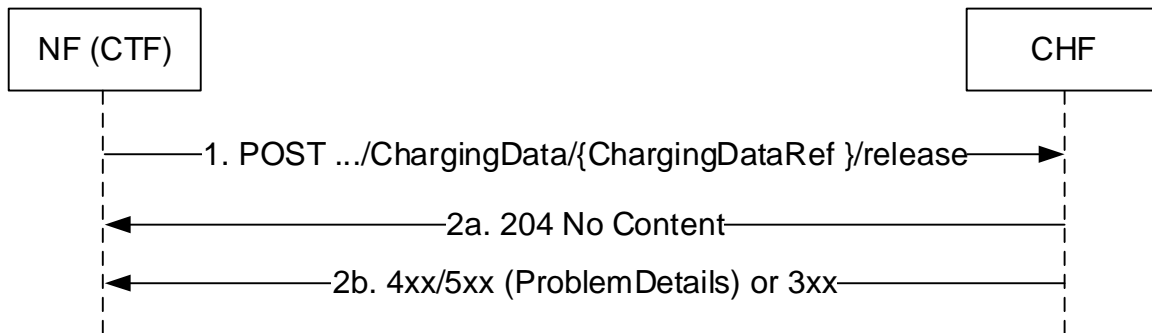 NF (CTF)
CHF
1. POST .../ChargingData/{ChargingDataRef }/release
2a. 204 No Content
2b. 4xx/5xx (ProblemDetails) or 3xx